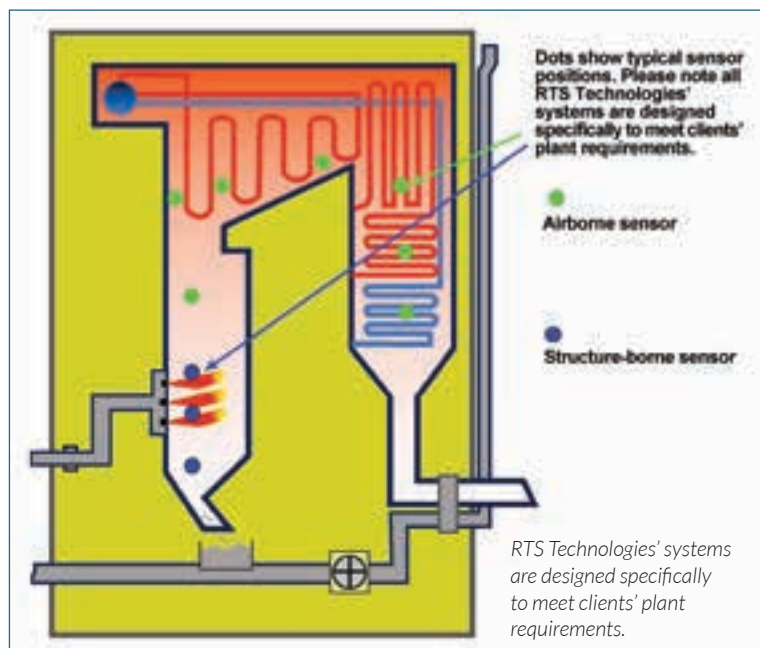 Dots show typical sensor
positions. Please note all
RTS Technologies'
systems are designed
specifically to meet clients'
plant requirements.
Airborne sensor
Structure-borne sensor
RTS Technologies' systems
are designed specifically
to meet clients' plant
requirements.